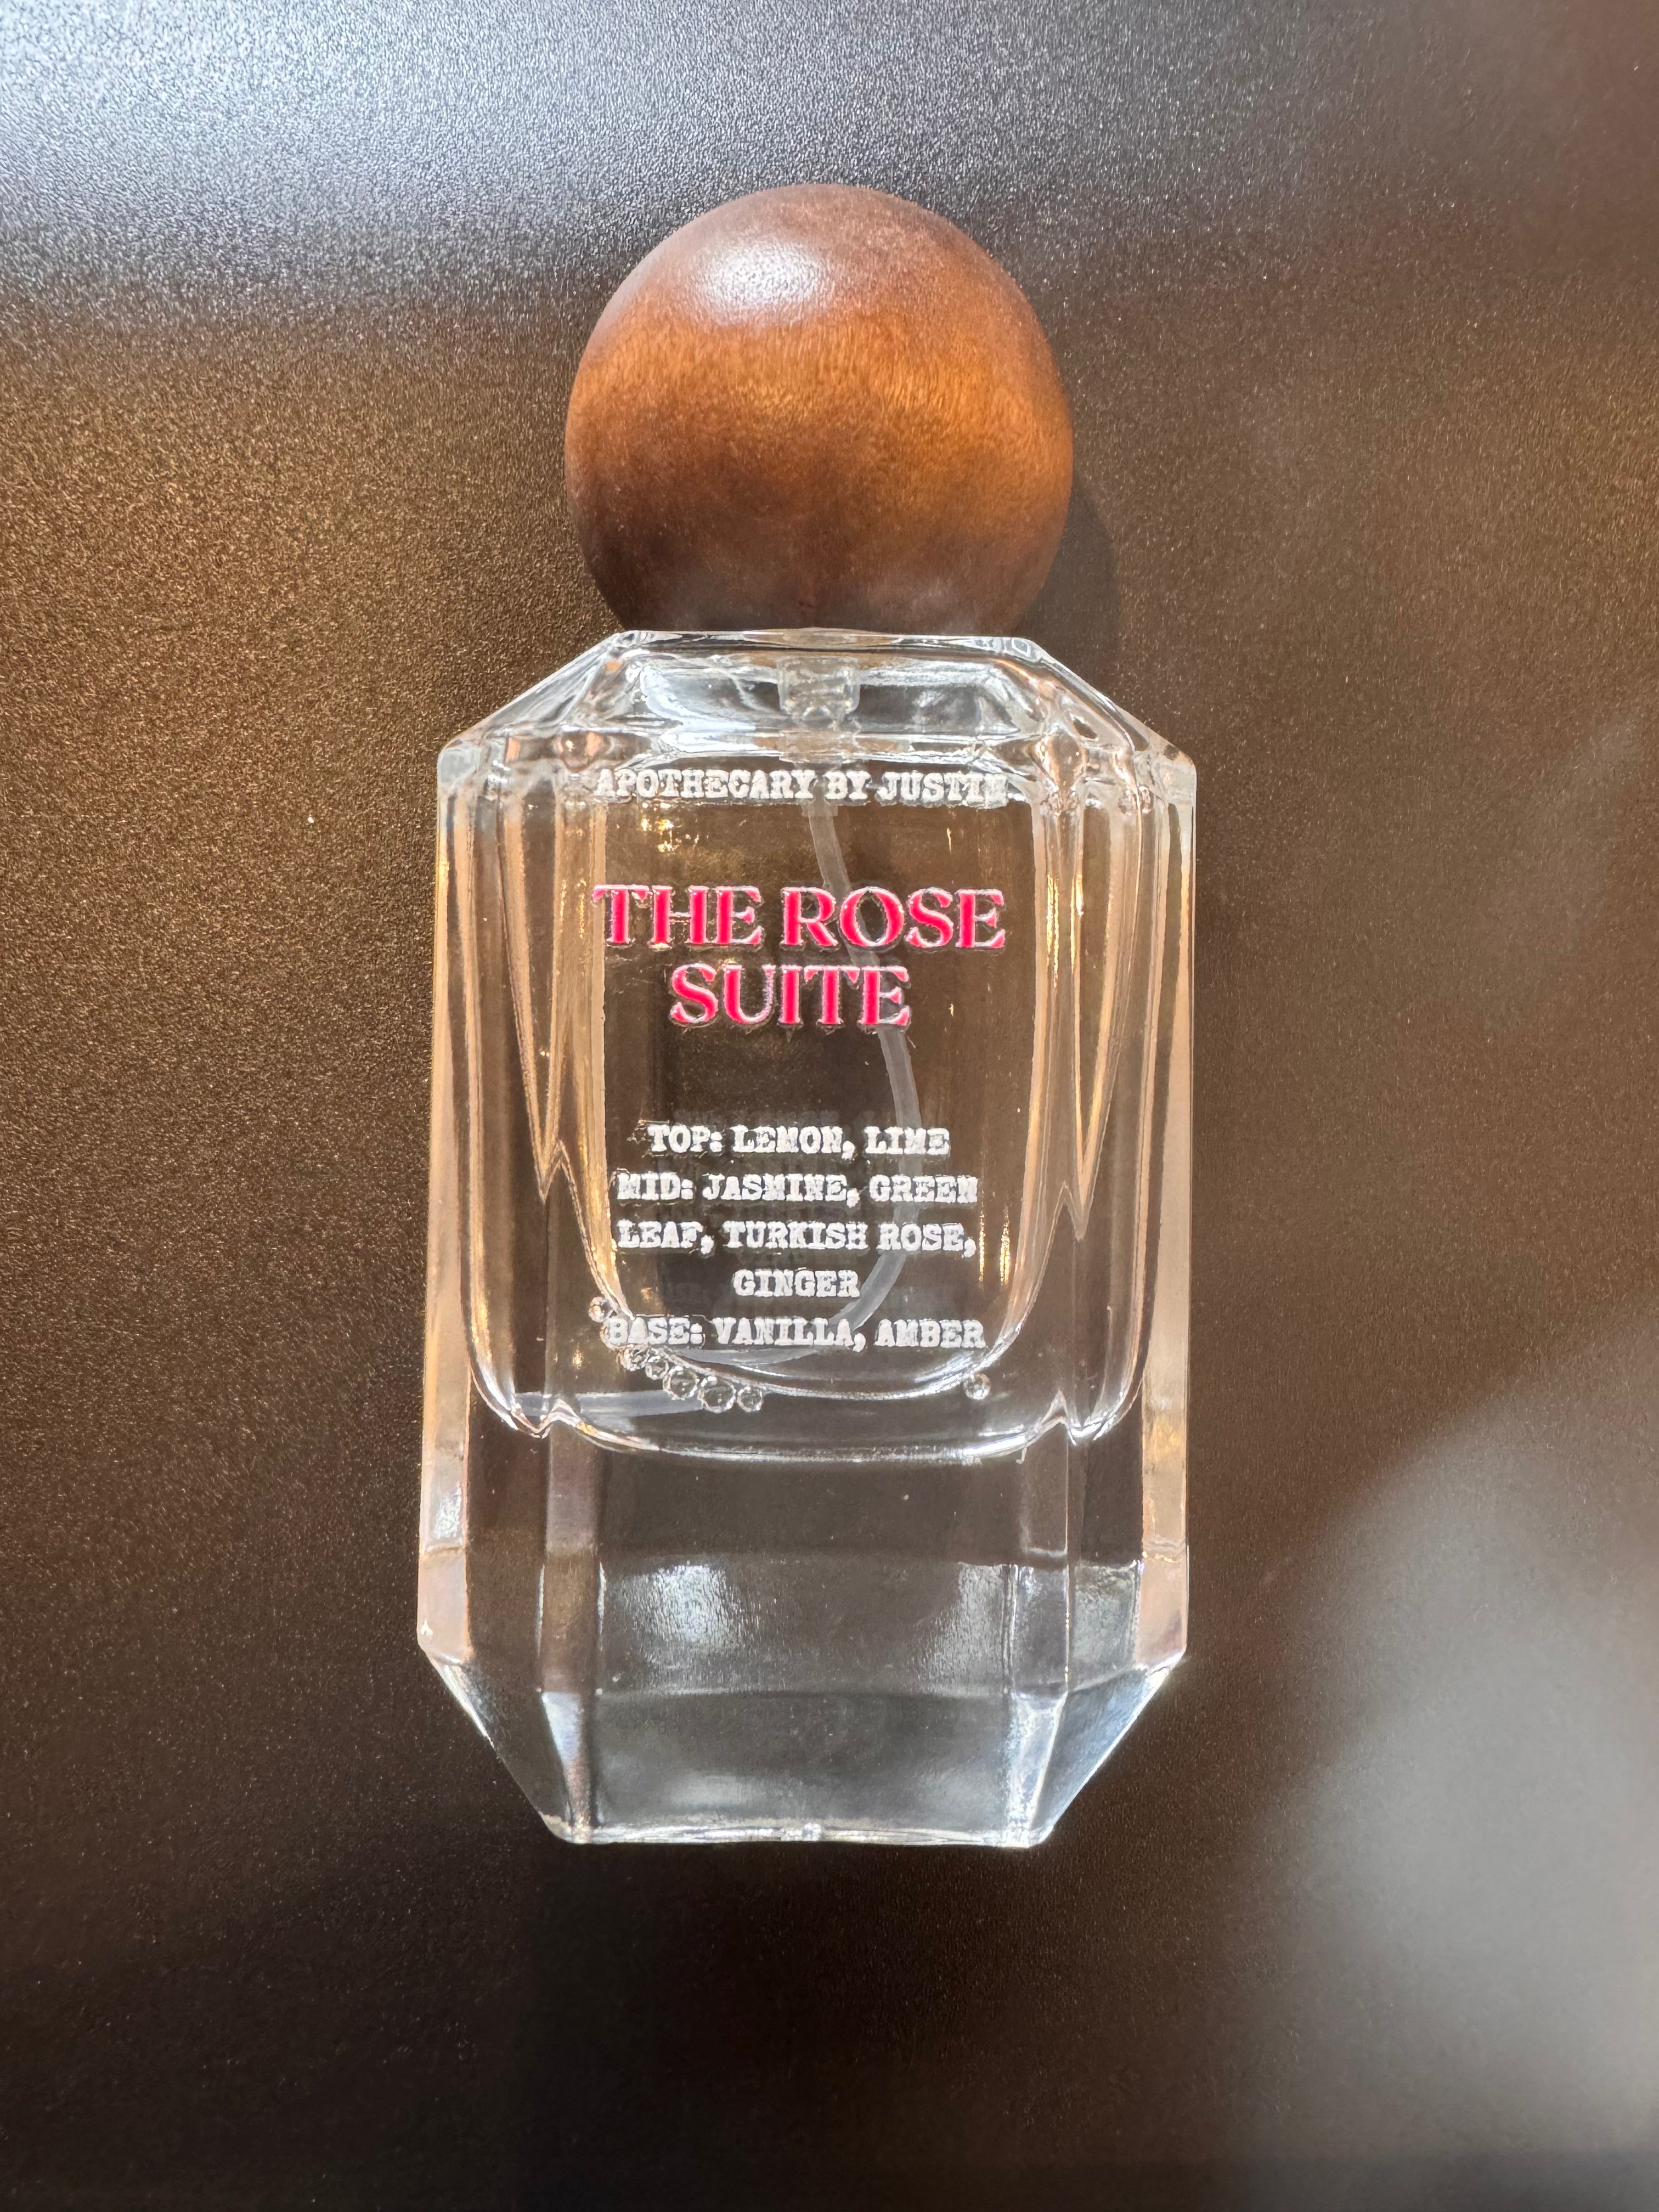 APOTHECARY BY JUSTIN
THE ROSE
SUITE
TOP: LEMON, LIME
MID: JASMINE, GREEN
LEAF, TURKISH ROSE,
GINGER
BASE: VANILLA, AMBER